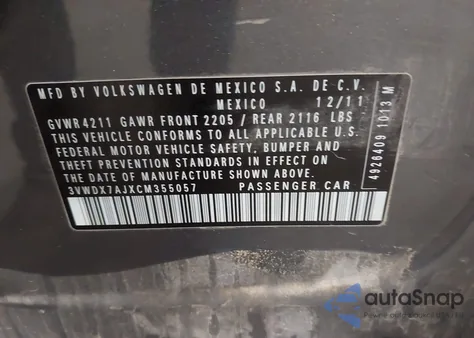 MFD BY VOLKSWAGEN DE MEXICO S.A. DE C.V.
MEXICO 12/11
GVWR 4211 GAWR FRONT 2205 / REAR 2116 LBS
THIS VEHICLE CONFORMS TO ALL APPLICABLE U.S.
FEDERAL MOTOR VEHICLE SAFETY, BUMPER AND
THEFT PREVENTION STANDARDS IN EFFECT ON
THE DATE OF MANUFACTURE SHOWN ABOVE.
3VWDX7AJXCM355057 PASSENGER CAR
4926409 1013 M
autoSnap